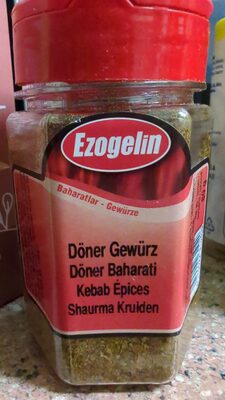 Ezogelin
Baharatlar - Gewürze
Döner Gewürz
Döner Baharati
Kebab Épices
Shaurma Kruiden